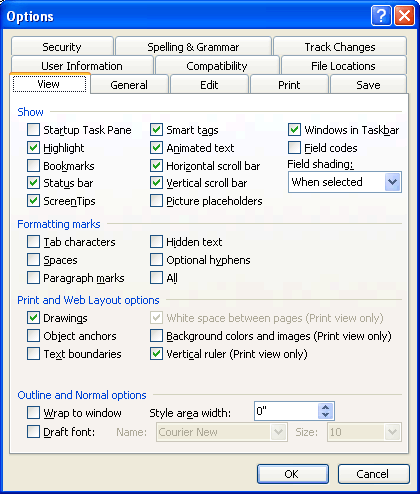 Options
Security Spelling & Grammar Track Changes
User Information Compatibility File Locations
View General Edit Print Save
Show
Startup Task Pane Smart tags Windows in Taskbar
Highlight Animated text Field codes
Bookmarks Horizontal scroll bar Field shading:
Status bar Vertical scroll bar When selected
ScreenTips Picture placeholders
Formatting marks
Tab characters Hidden text
Spaces Optional hyphens
Paragraph marks All
Print and Web Layout options
Drawings White space between pages (Print view only)
Object anchors Background colors and images (Print view only)
Text boundaries Vertical ruler (Print view only)
Outline and Normal options
Wrap to window Style area width: 0"
Draft font: Name: Courier New Size: 10
OK Cancel